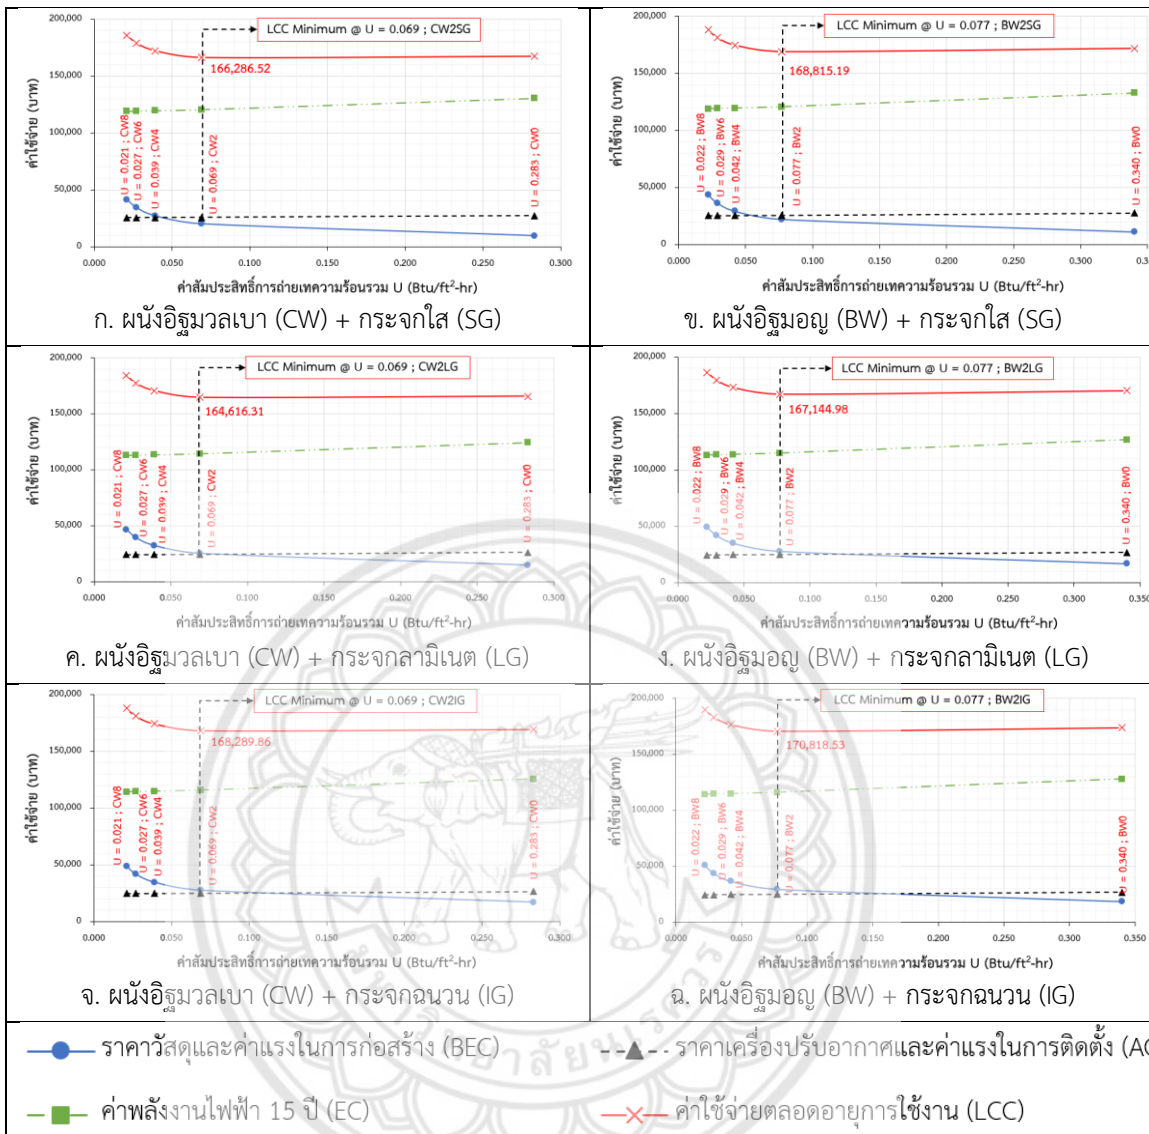 LCC Minimum @ U = 0.069 ; CW2SG
200,000
150,000
100,000
50,000
0
ค่าใช้จ่าย (บาท)
166,286.52
U = 0.021 ; CW8
U = 0.027 ; CW6
U = 0.039 ; CW4
U = 0.069 ; CW2
U = 0.283 ; CW0
0.000 0.050 0.100 0.150 0.200 0.250 0.300
ค่าสัมประสิทธิ์การถ่ายเทความร้อนรวม U (Btu/ft²-hr)
ก. ผนังอิฐมวลเบา (CW) + กระจกใส (SG)
LCC Minimum @ U = 0.077 ; BW2SG
200,000
150,000
100,000
50,000
0
ค่าใช้จ่าย (บาท)
168,815.19
U = 0.022 ; BW8
U = 0.029 ; BW6
U = 0.042 ; BW4
U = 0.077 ; BW2
U = 0.340 ; BW0
0.000 0.050 0.100 0.150 0.200 0.250 0.300 0.350
ค่าสัมประสิทธิ์การถ่ายเทความร้อนรวม U (Btu/ft²-hr)
ข. ผนังอิฐมอญ (BW) + กระจกใส (SG)
LCC Minimum @ U = 0.069 ; CW2LG
200,000
150,000
100,000
50,000
0
ค่าใช้จ่าย (บาท)
164,616.31
U = 0.021 ; CW8
U = 0.027 ; CW6
U = 0.039 ; CW4
U = 0.069 ; CW2
U = 0.283 ; CW0
0.000 0.050 0.100 0.150 0.200 0.250 0.300
ค่าสัมประสิทธิ์การถ่ายเทความร้อนรวม U (Btu/ft²-hr)
ค. ผนังอิฐมวลเบา (CW) + กระจกลามิเนต (LG)
LCC Minimum @ U = 0.077 ; BW2LG
200,000
150,000
100,000
50,000
0
ค่าใช้จ่าย (บาท)
167,144.98
U = 0.022 ; BW8
U = 0.029 ; BW6
U = 0.042 ; BW4
U = 0.077 ; BW2
U = 0.340 ; BW0
0.000 0.050 0.100 0.150 0.200 0.250 0.300 0.350
ค่าสัมประสิทธิ์การถ่ายเทความร้อนรวม U (Btu/ft²-hr)
ง. ผนังอิฐมอญ (BW) + กระจกลามิเนต (LG)
LCC Minimum @ U = 0.069 ; CW2IG
200,000
150,000
100,000
50,000
0
ค่าใช้จ่าย (บาท)
168,289.86
U = 0.021 ; CW8
U = 0.027 ; CW6
U = 0.039 ; CW4
U = 0.069 ; CW2
U = 0.283 ; CW0
0.000 0.050 0.100 0.150 0.200 0.250 0.300
ค่าสัมประสิทธิ์การถ่ายเทความร้อนรวม U (Btu/ft²-hr)
จ. ผนังอิฐมวลเบา (CW) + กระจกฉนวน (IG)
LCC Minimum @ U = 0.077 ; BW2IG
200,000
150,000
100,000
50,000
0
ค่าใช้จ่าย (บาท)
170,818.53
U = 0.022 ; BW8
U = 0.029 ; BW6
U = 0.042 ; BW4
U = 0.077 ; BW2
U = 0.340 ; BW0
0.000 0.050 0.100 0.150 0.200 0.250 0.300 0.350
ค่าสัมประสิทธิ์การถ่ายเทความร้อนรวม U (Btu/ft²-hr)
ฉ. ผนังอิฐมอญ (BW) + กระจกฉนวน (IG)
ราคาวัสดุและค่าแรงในการก่อสร้าง (BEC)
ราคาเครื่องปรับอากาศและค่าแรงในการติดตั้ง (AC
ค่าพลังงานไฟฟ้า 15 ปี (EC)
ค่าใช้จ่ายตลอดอายุการใช้งาน (LCC)